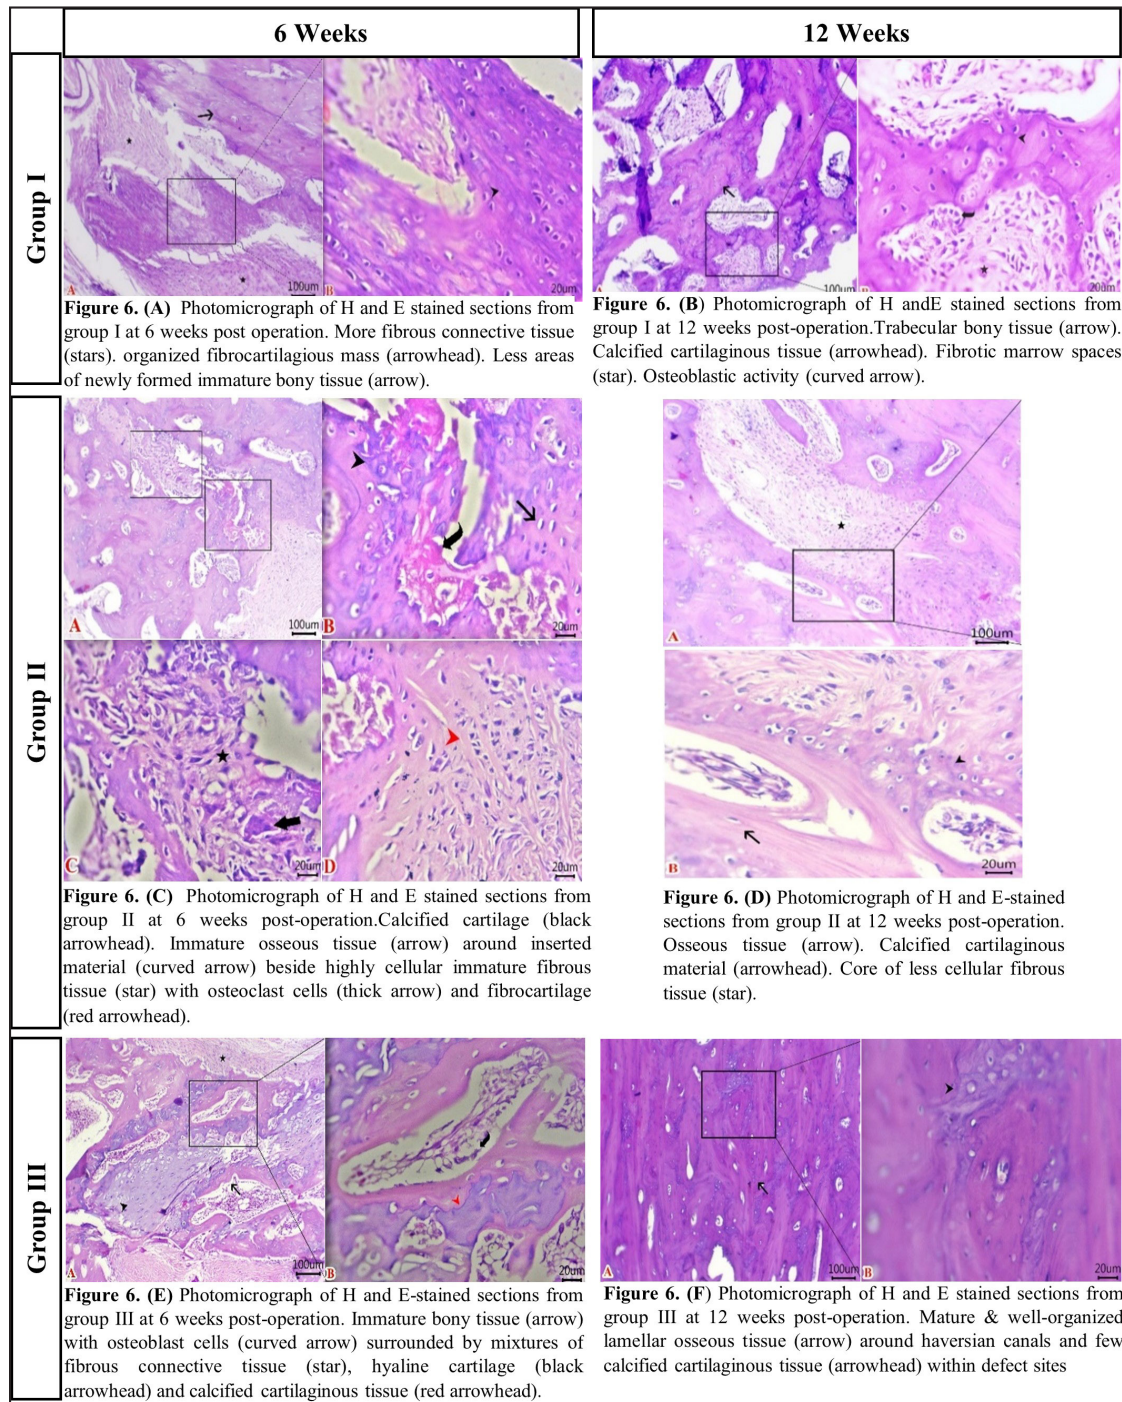 6 Weeks
12 Weeks
Group I
100um
20um
A
B
100um
20um
B
Figure 6. (A) Photomicrograph of H and E stained sections from
group I at 6 weeks post operation. More fibrous connective tissue
(stars). organized fibrocartilagious mass (arrowhead). Less areas
of newly formed immature bony tissue (arrow).
Figure 6. (B) Photomicrograph of H andE stained sections from
group I at 12 weeks post-operation.Trabecular bony tissue (arrow).
Calcified cartilaginous tissue (arrowhead). Fibrotic marrow spaces
(star). Osteoblastic activity (curved arrow).
Group II
A
100um
B
20um
C
20um
D
20um
A
100um
B
20um
Figure 6. (C) Photomicrograph of H and E stained sections from
group II at 6 weeks post-operation.Calcified cartilage (black
arrowhead). Immature osseous tissue (arrow) around inserted
material (curved arrow) beside highly cellular immature fibrous
tissue (star) with osteoclast cells (thick arrow) and fibrocartilage
(red arrowhead).
Figure 6. (D) Photomicrograph of H and E-stained
sections from group II at 12 weeks post-operation.
Osseous tissue (arrow). Calcified cartilaginous
material (arrowhead). Core of less cellular fibrous
tissue (star).
Group III
A
100um
B
20um
A
100um
B
20um
Figure 6. (E) Photomicrograph of H and E-stained sections from
group III at 6 weeks post-operation. Immature bony tissue (arrow)
with osteoblast cells (curved arrow) surrounded by mixtures of
fibrous connective tissue (star), hyaline cartilage (black
arrowhead) and calcified cartilaginous tissue (red arrowhead).
Figure 6. (F) Photomicrograph of H and E stained sections from
group III at 12 weeks post-operation. Mature & well-organized
lamellar osseous tissue (arrow) around haversian canals and few
calcified cartilaginous tissue (arrowhead) within defect sites